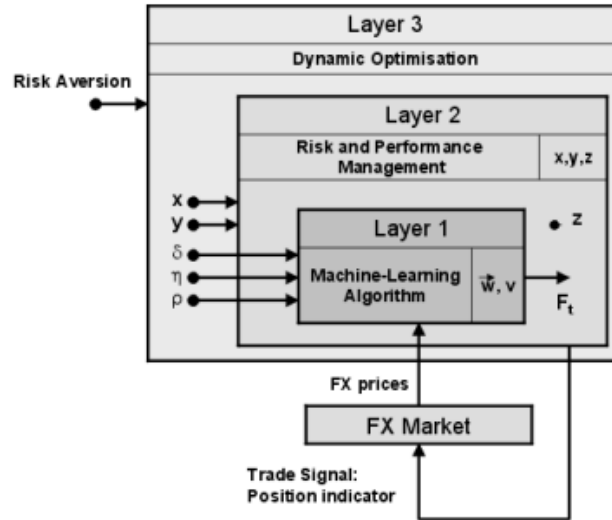 Layer 3
Dynamic Optimisation
Risk Aversion
Layer 2
Risk and Performance
Management
x,y,z
x
y
z
δ
η
ρ
Layer 1
Machine-Learning
Algorithm
w, v
F_t
FX prices
FX Market
Trade Signal:
Position indicator